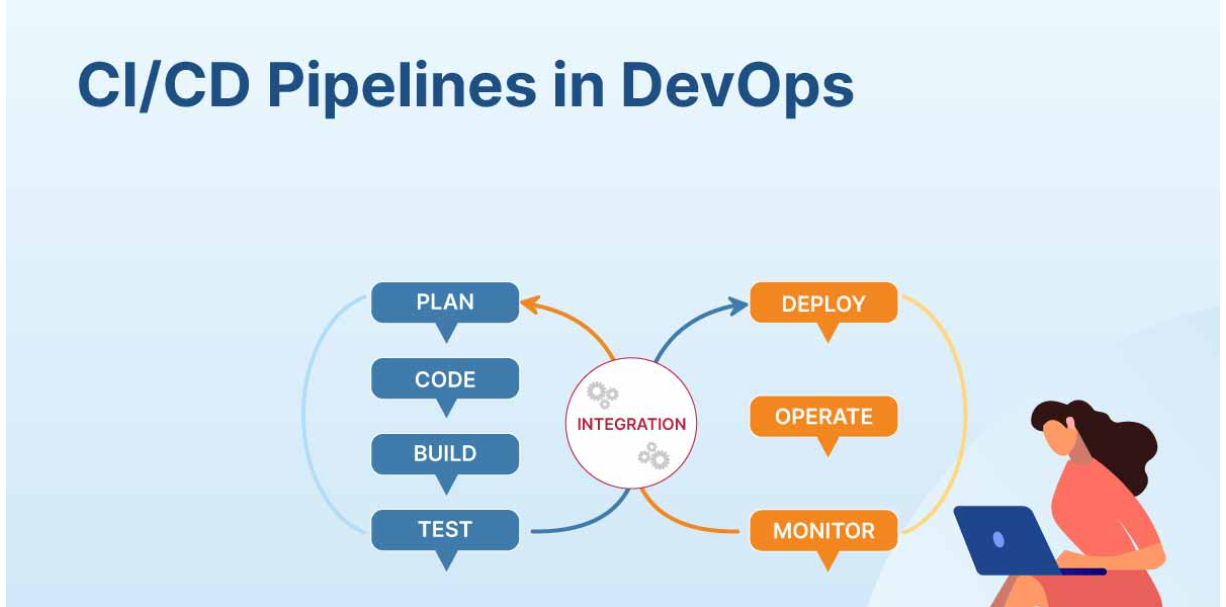 CI/CD Pipelines in DevOps
PLAN
CODE
BUILD
TEST
INTEGRATION
DEPLOY
OPERATE
MONITOR